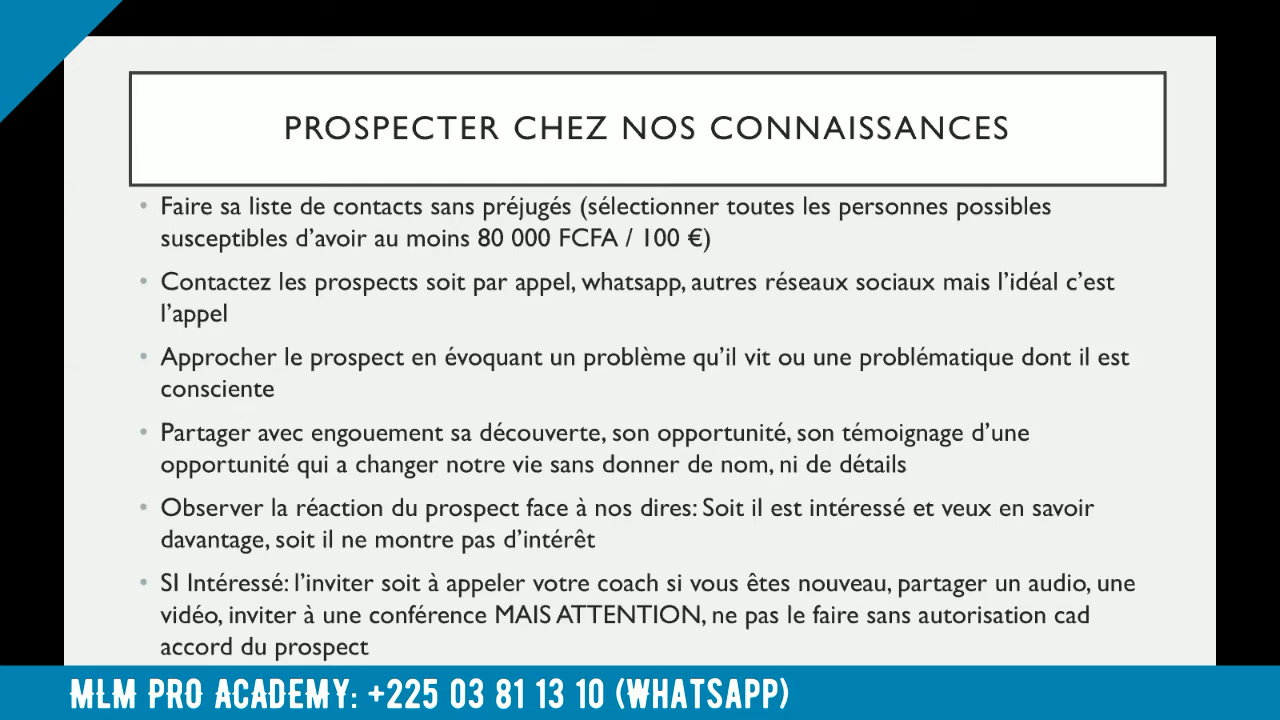 PROSPECTER CHEZ NOS CONNAISSANCES
• Faire sa liste de contacts sans préjugés (sélectionner toutes les personnes possibles
susceptibles d’avoir au moins 80 000 FCFA / 100 €)
• Contactez les prospects soit par appel, whatsapp, autres réseaux sociaux mais l’idéal c’est
l’appel
• Approcher le prospect en évoquant un problème qu’il vit ou une problématique dont il est
consciente
• Partager avec engouement sa découverte, son opportunité, son témoignage d’une
opportunité qui a changer notre vie sans donner de nom, ni de détails
• Observer la réaction du prospect face à nos dires: Soit il est intéressé et veux en savoir
davantage, soit il ne montre pas d’intérêt
• SI Intéressé: l’inviter soit à appeler votre coach si vous êtes nouveau, partager un audio, une
vidéo, inviter à une conférence MAIS ATTENTION, ne pas le faire sans autorisation cad
accord du prospect
MLM PRO ACADEMY: +225 03 81 13 10 (WHATSAPP)